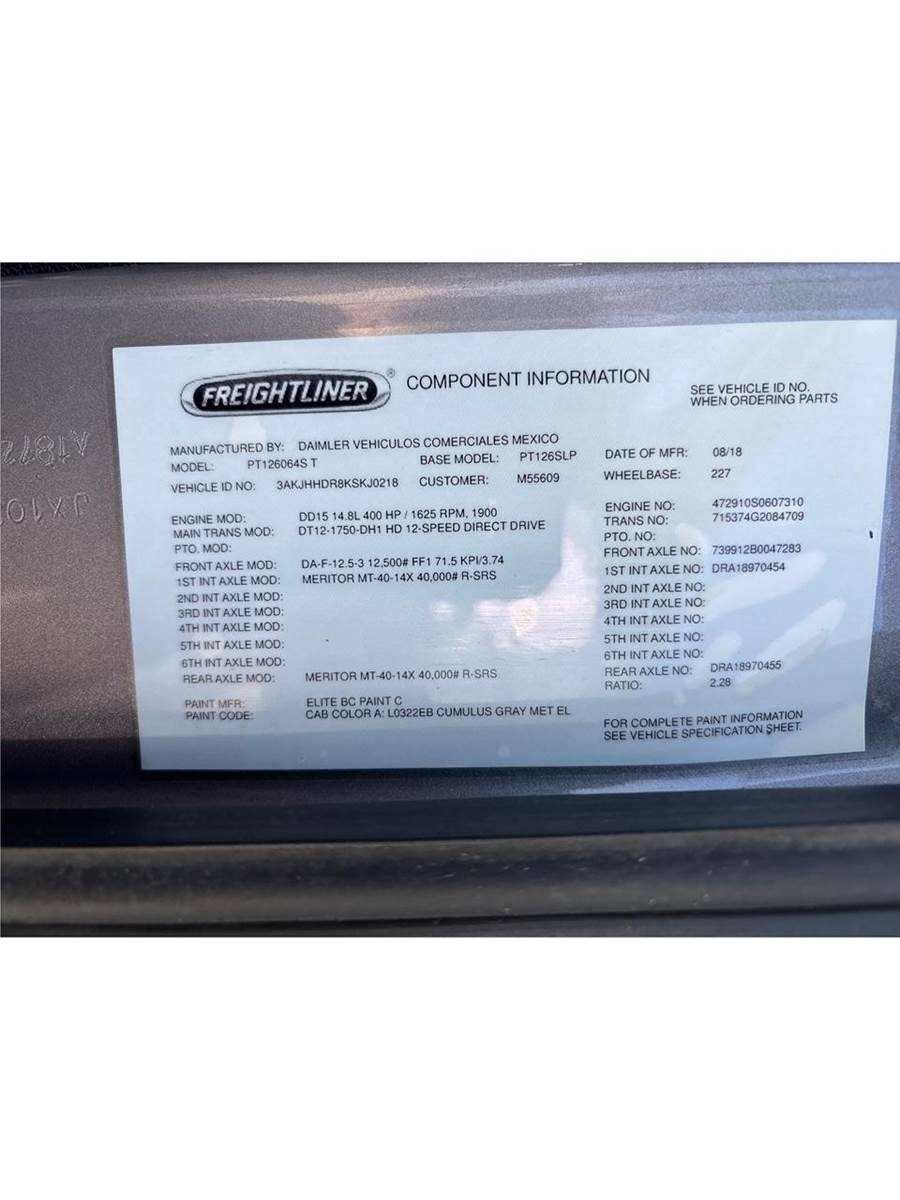 FREIGHTLINER® COMPONENT INFORMATION
SEE VEHICLE ID NO.
WHEN ORDERING PARTS
MANUFACTURED BY: DAIMLER VEHICULOS COMERCIALES MEXICO
MODEL: PT126064S T BASE MODEL: PT126SLP DATE OF MFR: 08/18
VEHICLE ID NO: 3AKJHHDR8KSKJ0218 CUSTOMER: M55609 WHEELBASE: 227
ENGINE MOD: DD15 14.8L 400 HP / 1625 RPM, 1900 ENGINE NO: 472910S0607310
MAIN TRANS MOD: DT12-1750-DH1 HD 12-SPEED DIRECT DRIVE TRANS NO: 715374G2084709
PTO. MOD: PTO. NO:
FRONT AXLE MOD: DA-F-12.5-3 12,500# FF1 71.5 KPI/3.74 FRONT AXLE NO: 739912B0047283
1ST INT AXLE MOD: MERITOR MT-40-14X 40,000# R-SRS 1ST INT AXLE NO: DRA18970454
2ND INT AXLE MOD: 2ND INT AXLE NO:
3RD INT AXLE MOD: 3RD INT AXLE NO:
4TH INT AXLE MOD: 4TH INT AXLE NO:
5TH INT AXLE MOD: 5TH INT AXLE NO:
6TH INT AXLE MOD: 6TH INT AXLE NO:
REAR AXLE MOD: MERITOR MT-40-14X 40,000# R-SRS REAR AXLE NO: DRA18970455
RATIO: 2.28
PAINT MFR: ELITE BC PAINT C
PAINT CODE: CAB COLOR A: L0322EB CUMULUS GRAY MET EL
FOR COMPLETE PAINT INFORMATION
SEE VEHICLE SPECIFICATION SHEET.